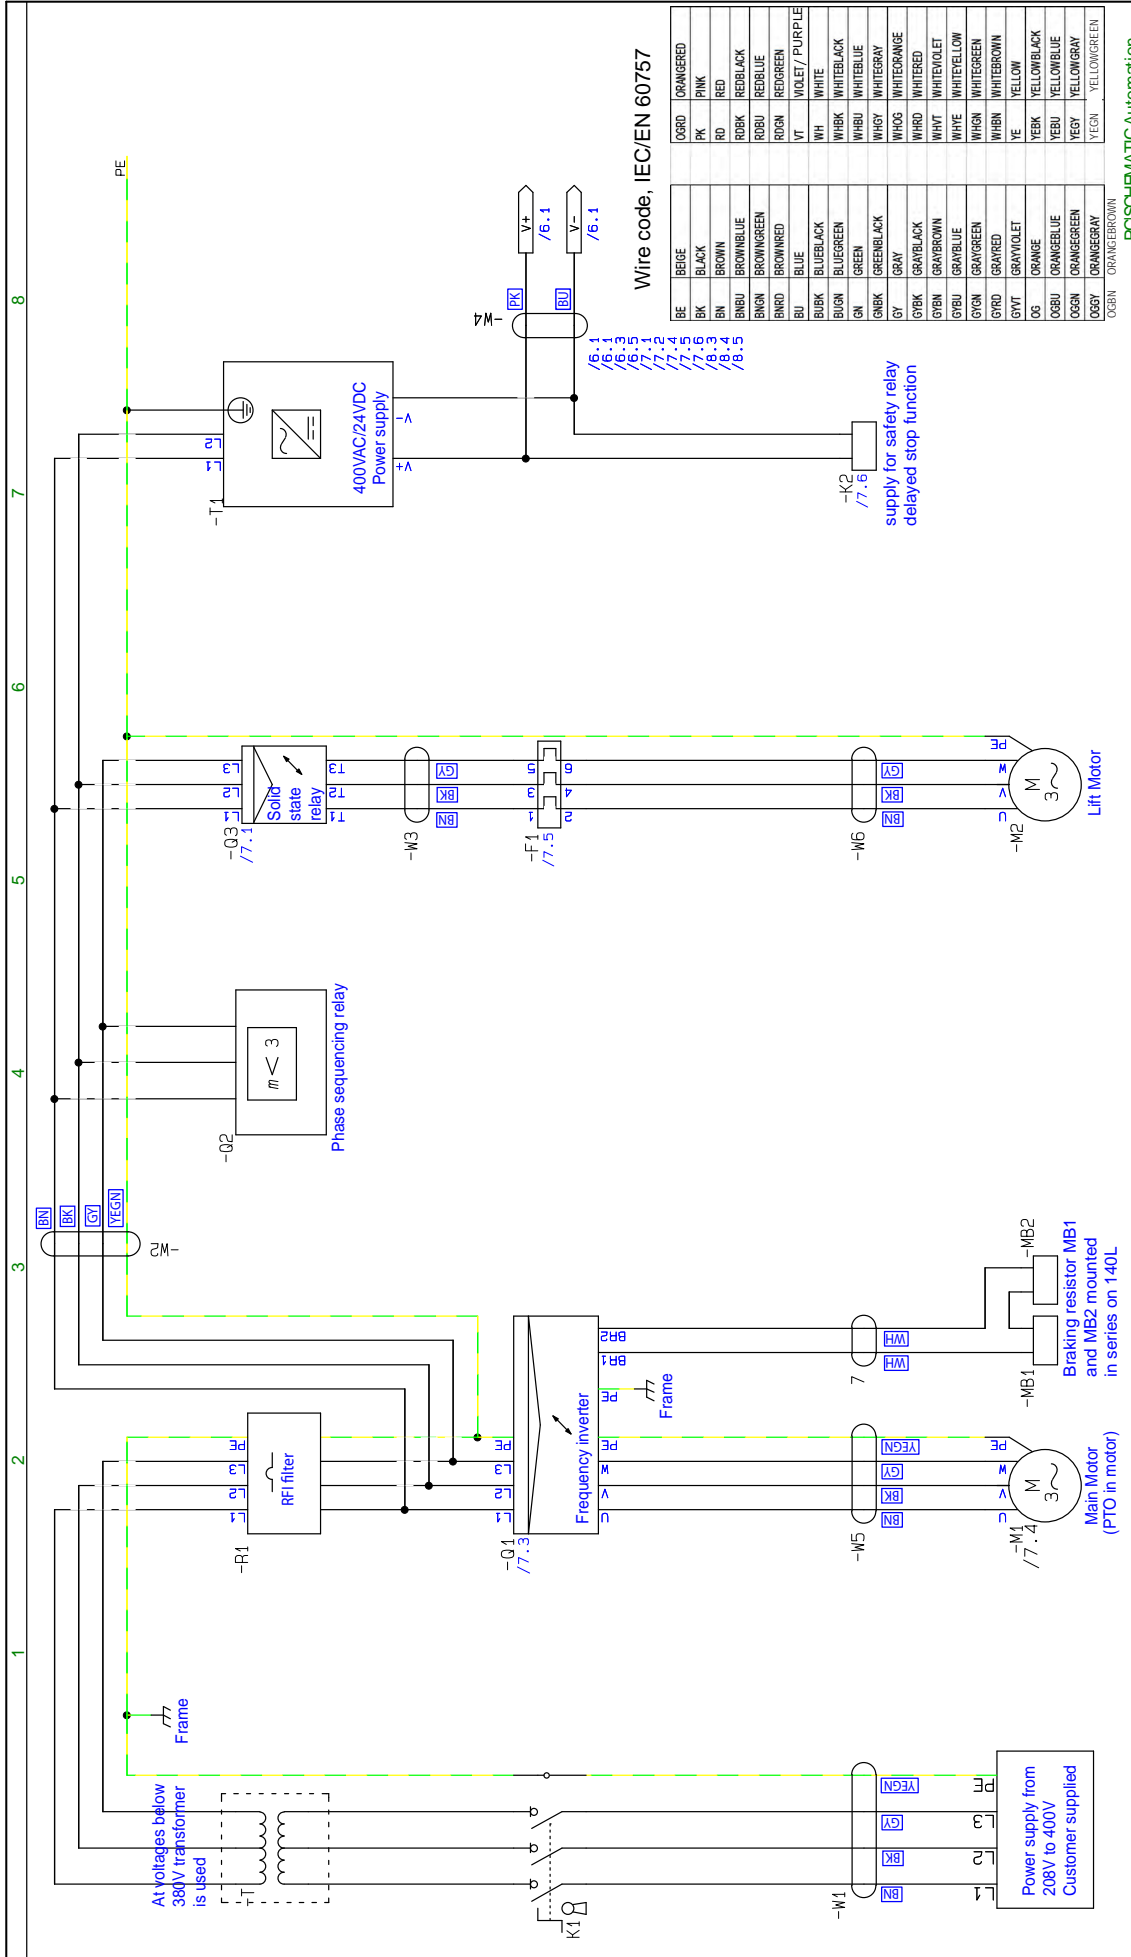 1
2
3
4
5
6
7
8
PE
At voltages below
380V transformer
is used
-T
K1
-W1
BN
BK
GY
YEGN
L1
L2
L3
PE
Power supply from
208V to 400V
Customer supplied
Frame
-R1
L1
L2
L3
PE
RFI filter
-Q1
/7.3
L1
L2
L3
PE
Frequency inverter
U
V
W
PE
PE
BR1
BR2
Frame
-W5
BN
BK
GY
YEGN
7
WH
WH
-M1
/7.4
U
V
W
PE
M
3~
Main Motor
(PTO in motor)
-MB1
-MB2
Braking resistor MB1
and MB2 mounted
in series on 140L
BN
BK
GY
YEGN
-W2
-Q2
m < 3
Phase sequencing relay
-Q3
/7.1
L1
L2
L3
Solid
state
relay
T1
T2
T3
-W3
BN
BK
GY
-F1
/7.5
1
3
5
2
4
6
-W6
BN
BK
GY
-M2
U
V
W
PE
M
3~
Lift Motor
-T1
L1
L2
400VAC/24VDC
Power supply
V+
V-
-W4
PK
BU
V+
/6.1
V-
/6.1
/6.1
/6.1
/6.3
/6.5
/7.1
/7.2
/7.4
/7.5
/7.6
/8.3
/8.4
/8.5
-K2
/7.6
supply for safety relay
delayed stop function
Wire code, IEC/EN 60757
BE BEIGE OGRD ORANGERED
BK BLACK PK PINK
BN BROWN RD RED
BNBU BROWNBLUE RDBK REDBLACK
BNGN BROWNGREEN RDBU REDBLUE
BNRD BROWNRED RDGN REDGREEN
BU BLUE VT VIOLET/ PURPLE
BUBK BLUEBLACK WH WHITE
BUGN BLUEGREEN WHBK WHITEBLACK
GN GREEN WHBU WHITEBLUE
GNBK GREENBLACK WHGY WHITEGRAY
GY GRAY WHOG WHITEORANGE
GYBK GRAYBLACK WHRD WHITERED
GYBN GRAYBROWN WHVT WHITEVIOLET
GYBU GRAYBLUE WHYE WHITEYELLOW
GYGN GRAYGREEN WHGN WHITEGREEN
GYRD GRAYRED WHBN WHITEBROWN
GYVT GRAYVIOLET YE YELLOW
OG ORANGE YEBK YELLOWBLACK
OGBU ORANGEBLUE YEBU YELLOWBLUE
OGGN ORANGEGREEN YEGY YELLOWGRAY
OGGY ORANGEGRAY YEGN YELLOWGREEN
OGBN ORANGEBROWN
PCSCHEMATIC Automation